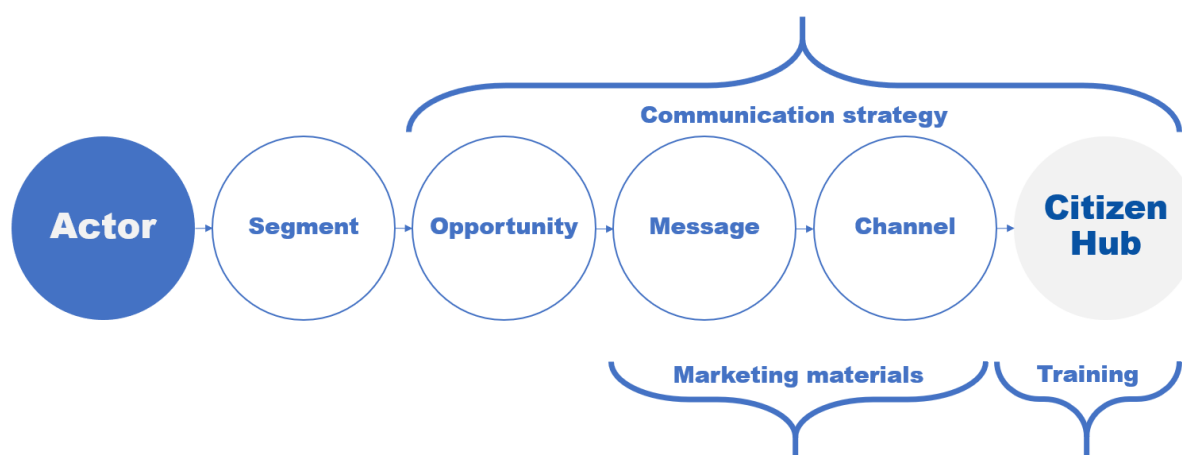 Communication strategy
Actor
Segment
Opportunity
Message
Channel
Citizen
Hub
Marketing materials
Training